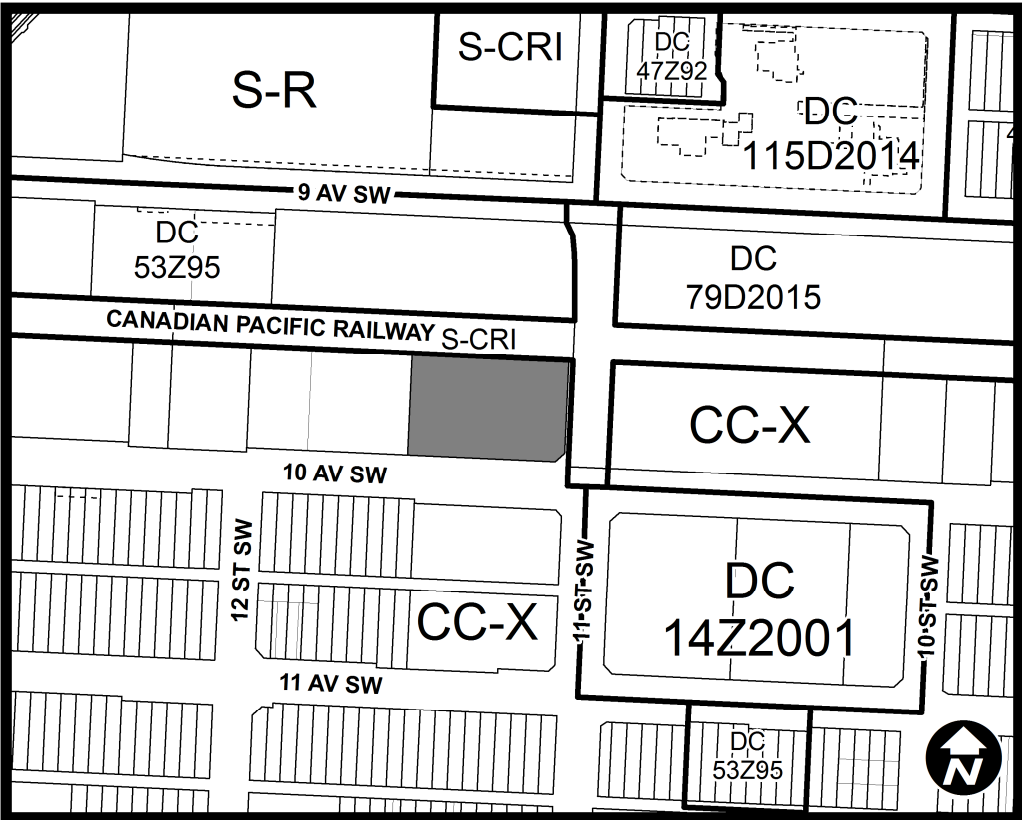 S-CRI
DC
47Z92
S-R
DC
115D2014
9 AV SW
DC
53Z95
DC
79D2015
CANADIAN PACIFIC RAILWAY
S-CRI
CC-X
10 AV SW
12 ST SW
11 ST SW
DC
14Z2001
10 ST SW
CC-X
11 AV SW
DC
53Z95
N